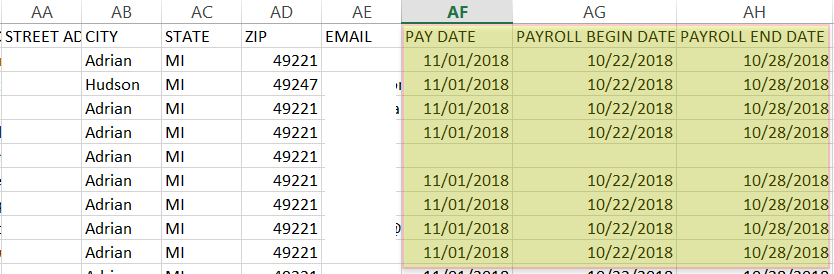 AA AB AC AD AE AF AG AH
STREET AD CITY STATE ZIP EMAIL PAY DATE PAYROLL BEGIN DATE PAYROLL END DATE
Adrian MI 49221 11/01/2018 10/22/2018 10/28/2018
Hudson MI 49247 11/01/2018 10/22/2018 10/28/2018
Adrian MI 49221 11/01/2018 10/22/2018 10/28/2018
Adrian MI 49221 11/01/2018 10/22/2018 10/28/2018
Adrian MI 49221
Adrian MI 49221 11/01/2018 10/22/2018 10/28/2018
Adrian MI 49221 11/01/2018 10/22/2018 10/28/2018
Adrian MI 49221 @ 11/01/2018 10/22/2018 10/28/2018
Adrian MI 49221 11/01/2018 10/22/2018 10/28/2018